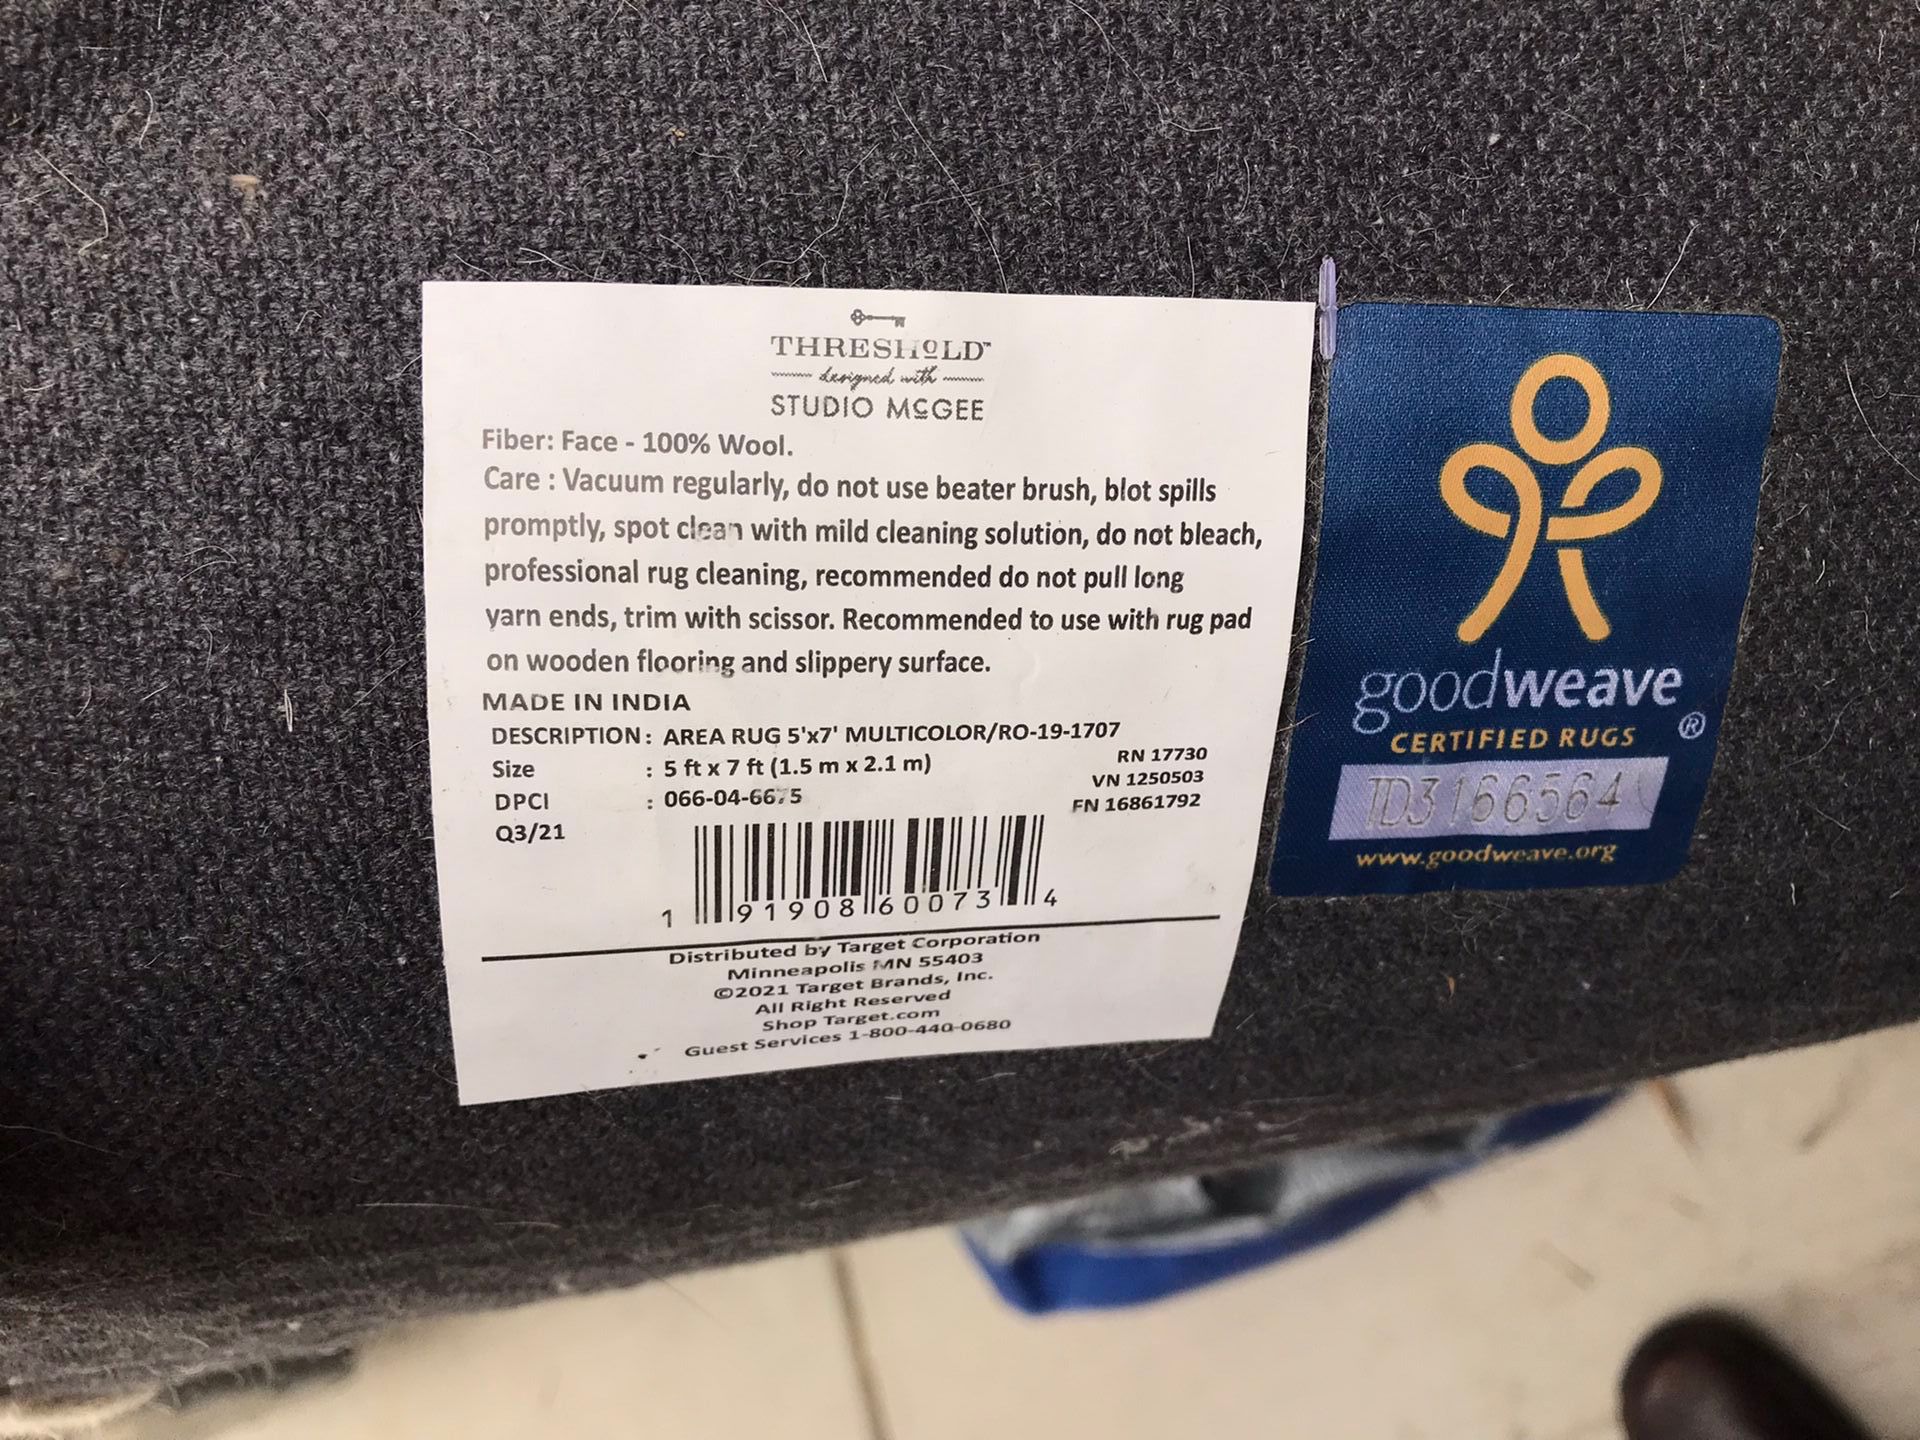 THRESHOLD™
designed with
STUDIO MCGEE
Fiber: Face - 100% Wool.
Care : Vacuum regularly, do not use beater brush, blot spills
promptly, spot clean with mild cleaning solution, do not bleach,
professional rug cleaning, recommended do not pull long
yarn ends, trim with scissor. Recommended to use with rug pad
on wooden flooring and slippery surface.
MADE IN INDIA
DESCRIPTION: AREA RUG 5'x7' MULTICOLOR/RO-19-1707
Size : 5 ft x 7 ft (1.5 m x 2.1 m)
DPCI : 066-04-6675
Q3/21
RN 17730
VN 1250503
FN 16861792
1 91908 60073 4
Distributed by Target Corporation
Minneapolis MN 55403
©2021 Target Brands, Inc.
All Right Reserved
Shop Target.com
Guest Services 1-800-440-0680
goodweave®
CERTIFIED RUGS
TD3166564
www.goodweave.org